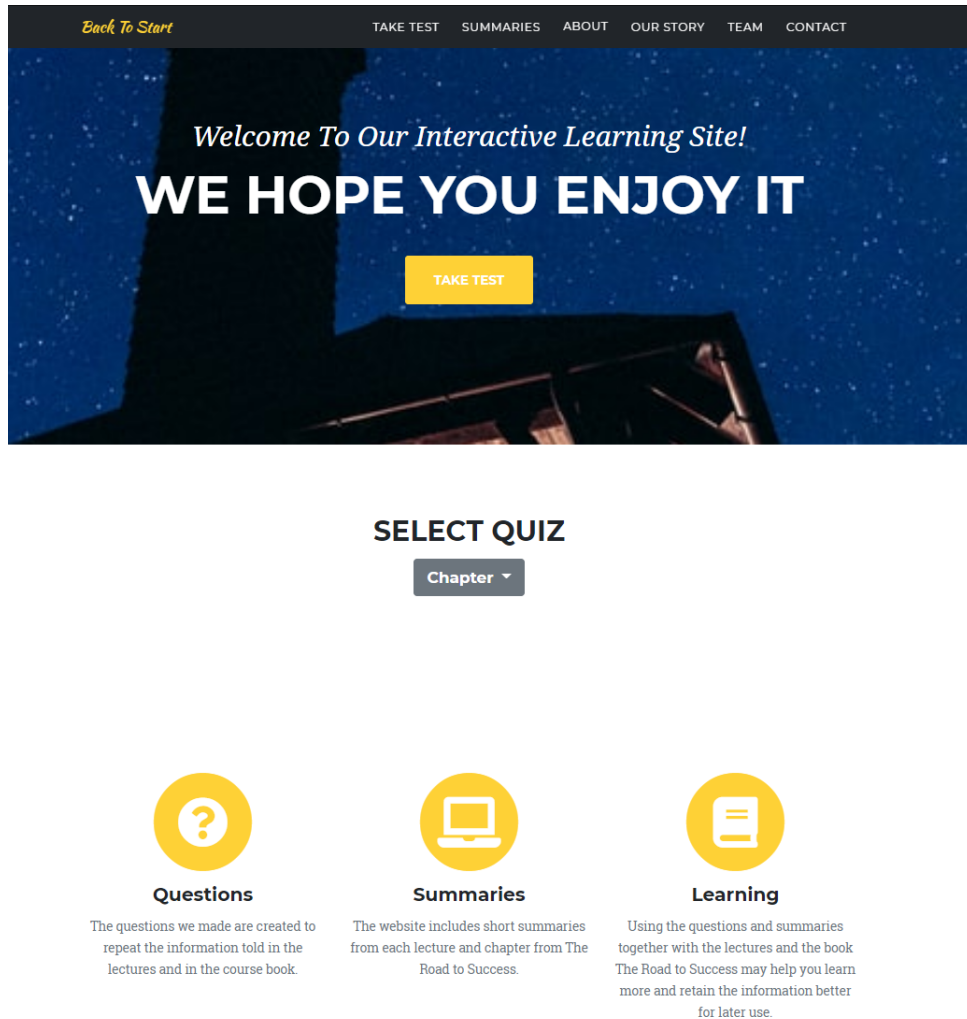 Back To Start
TAKE TEST SUMMARIES ABOUT OUR STORY TEAM CONTACT
Welcome To Our Interactive Learning Site!
WE HOPE YOU ENJOY IT
TAKE TEST
SELECT QUIZ
Chapter
Questions
The questions we made are created to
repeat the information told in the
lectures and in the course book.
Summaries
The website includes short summaries
from each lecture and chapter from The
Road to Success.
Learning
Using the questions and summaries
together with the lectures and the book
The Road to Success may help you learn
more and retain the information better
for later use.